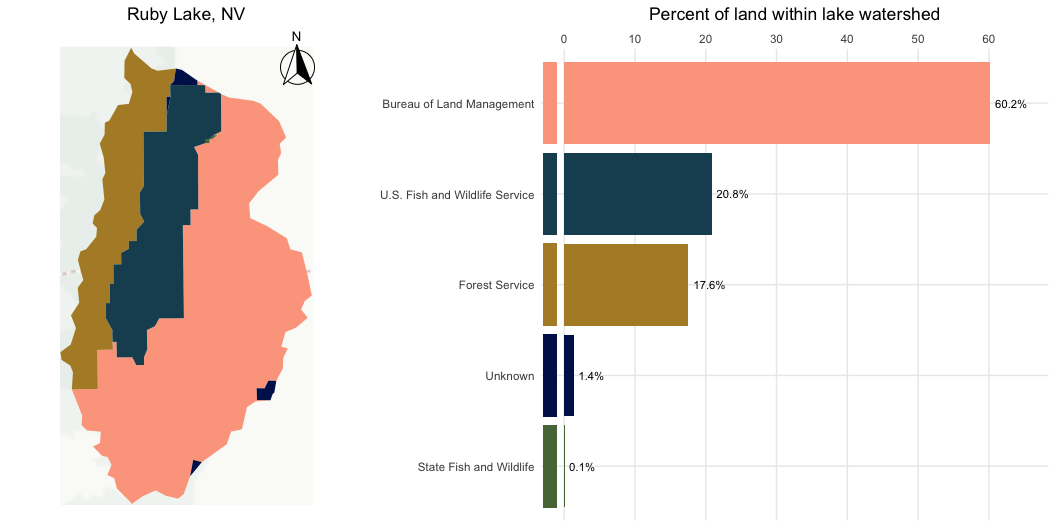 Ruby Lake, NV
N
Percent of land within lake watershed
0 10 20 30 40 50 60
Bureau of Land Management 60.2%
U.S. Fish and Wildlife Service 20.8%
Forest Service 17.6%
Unknown 1.4%
State Fish and Wildlife 0.1%